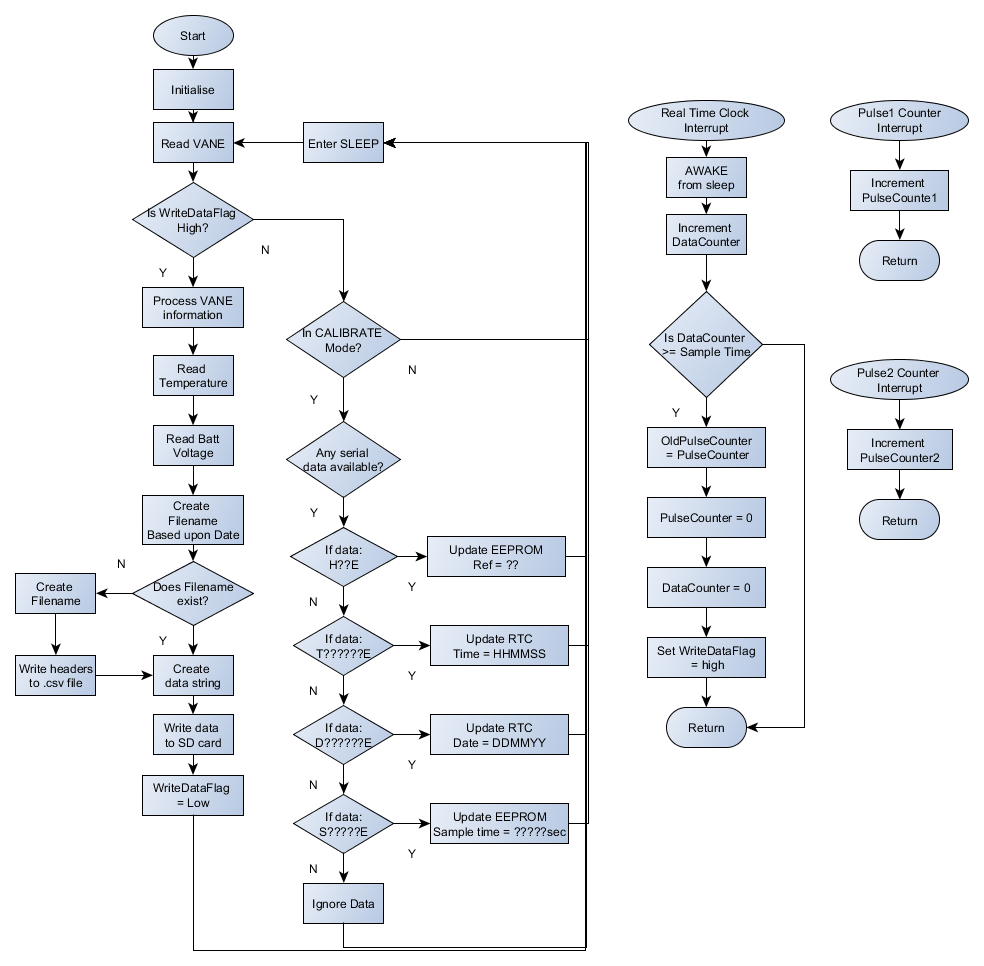 Start
Initialise
Read VANE
Enter SLEEP
Is WriteDataFlag
High?
N
Y
Process VANE
information
Read
Temperature
Read Batt
Voltage
Create
Filename
Based upon Date
Does Filename
exist?
N
Create
Filename
Write headers
to .csv file
Y
Create
data string
Write data
to SD card
WriteDataFlag
= Low
In CALIBRATE
Mode?
N
Y
Any serial
data available?
Y
If data:
H??E
Y
Update EEPROM
Ref = ??
N
If data:
T??????E
Y
Update RTC
Time = HHMMSS
N
If data:
D??????E
Y
Update RTC
Date = DDMMYY
N
If data:
S?????E
Y
Update EEPROM
Sample time = ?????sec
N
Ignore Data
Real Time Clock
Interrupt
AWAKE
from sleep
Increment
DataCounter
Is DataCounter
>= Sample Time
Y
OldPulseCounter
= PulseCounter
PulseCounter = 0
DataCounter = 0
Set WriteDataFlag
= high
Return
Pulse1 Counter
Interrupt
Increment
PulseCounte1
Return
Pulse2 Counter
Interrupt
Increment
PulseCounter2
Return